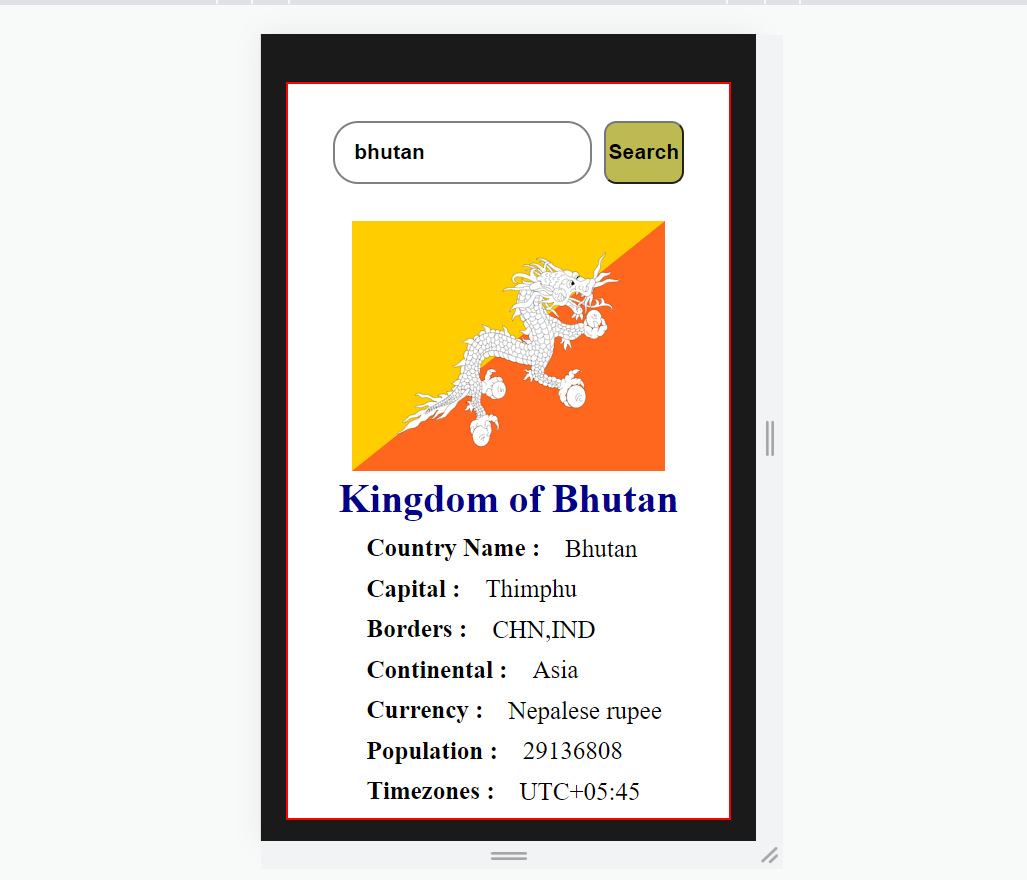 bhutan Search
Kingdom of Bhutan
Country Name : Bhutan
Capital : Thimphu
Borders : CHN,IND
Continental : Asia
Currency : Nepalese rupee
Population : 29136808
Timezones : UTC+05:45